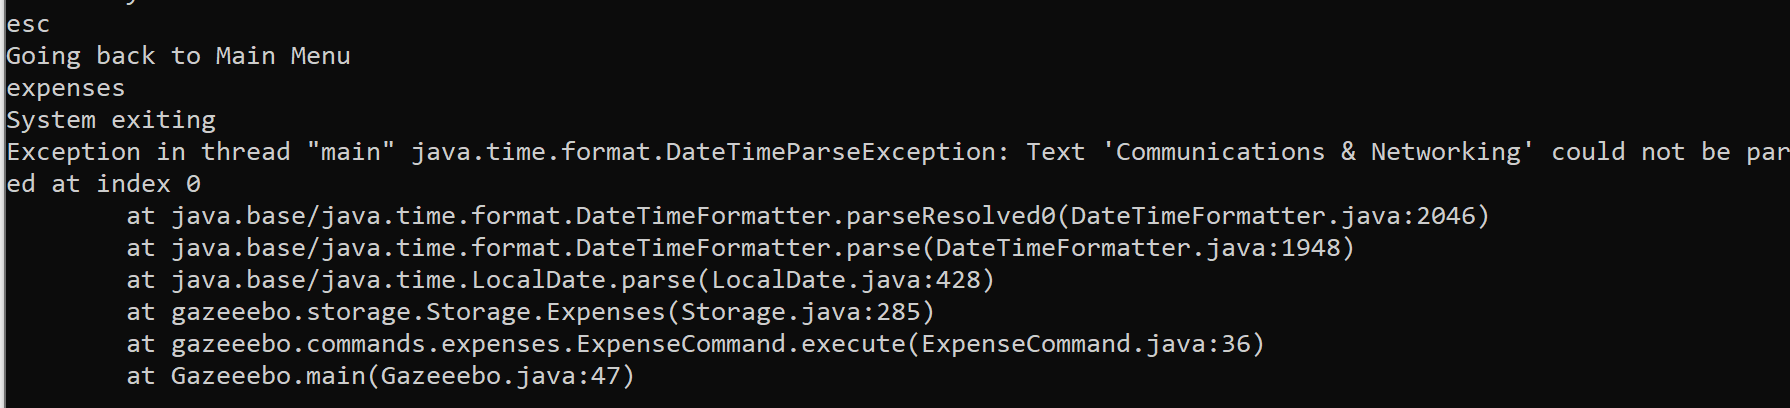 esc
Going back to Main Menu
expenses
System exiting
Exception in thread "main" java.time.format.DateTimeParseException: Text 'Communications & Networking' could not be par
ed at index 0
at java.base/java.time.format.DateTimeFormatter.parseResolved0(DateTimeFormatter.java:2046)
at java.base/java.time.format.DateTimeFormatter.parse(DateTimeFormatter.java:1948)
at java.base/java.time.LocalDate.parse(LocalDate.java:428)
at gazeeebo.storage.Storage.Expenses(Storage.java:285)
at gazeeebo.commands.expenses.ExpenseCommand.execute(ExpenseCommand.java:36)
at Gazeeebo.main(Gazeeebo.java:47)